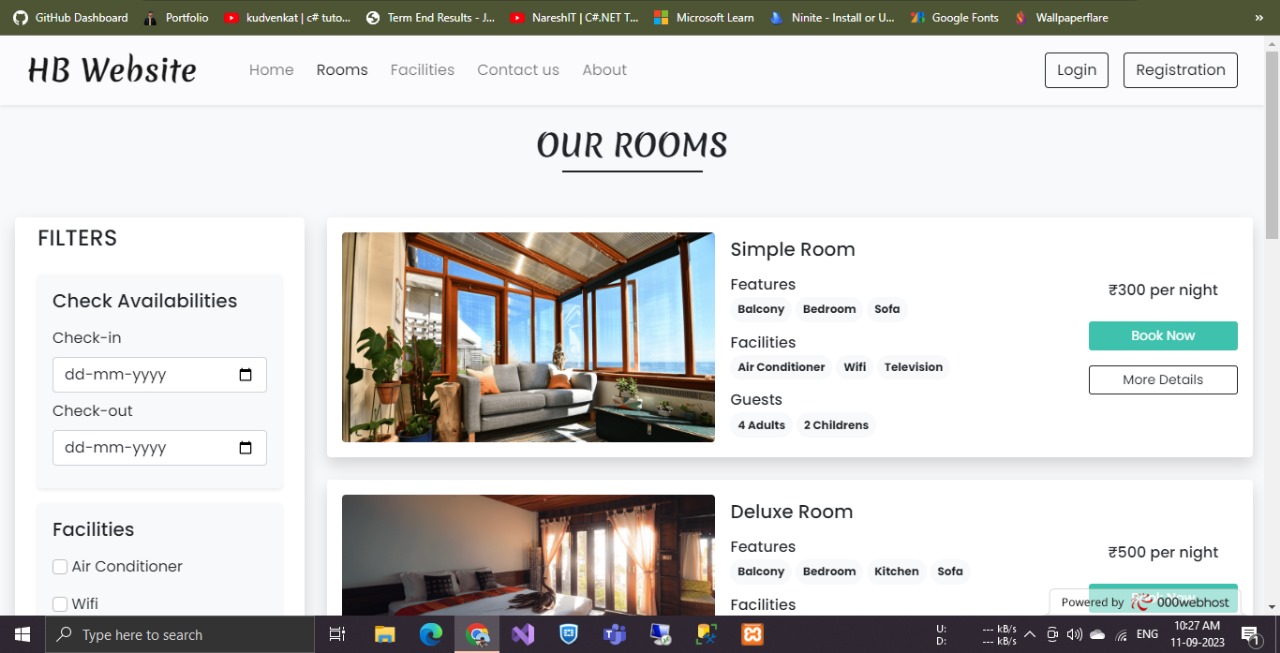 GitHub Dashboard Portfolio kudvenkat | c# tuto... Term End Results - J... NareshIT | C#.NET T... Microsoft Learn Ninite - Install or U... Google Fonts Wallpaperflare »
HB Website Home Rooms Facilities Contact us About Login Registration
OUR ROOMS
FILTERS
Check Availabilities
Check-in
dd-mm-yyyy
Check-out
dd-mm-yyyy
Facilities
Air Conditioner
Wifi
Simple Room
Features
Balcony Bedroom Sofa
Facilities
Air Conditioner Wifi Television
Guests
4 Adults 2 Childrens
₹300 per night
Book Now
More Details
Deluxe Room
Features
Balcony Bedroom Kitchen Sofa
Facilities
₹500 per night
Book Now
Powered by 000webhost
Type here to search
U: --- kB/s
D: --- kB/s
ENG
10:27 AM
11-09-2023
1